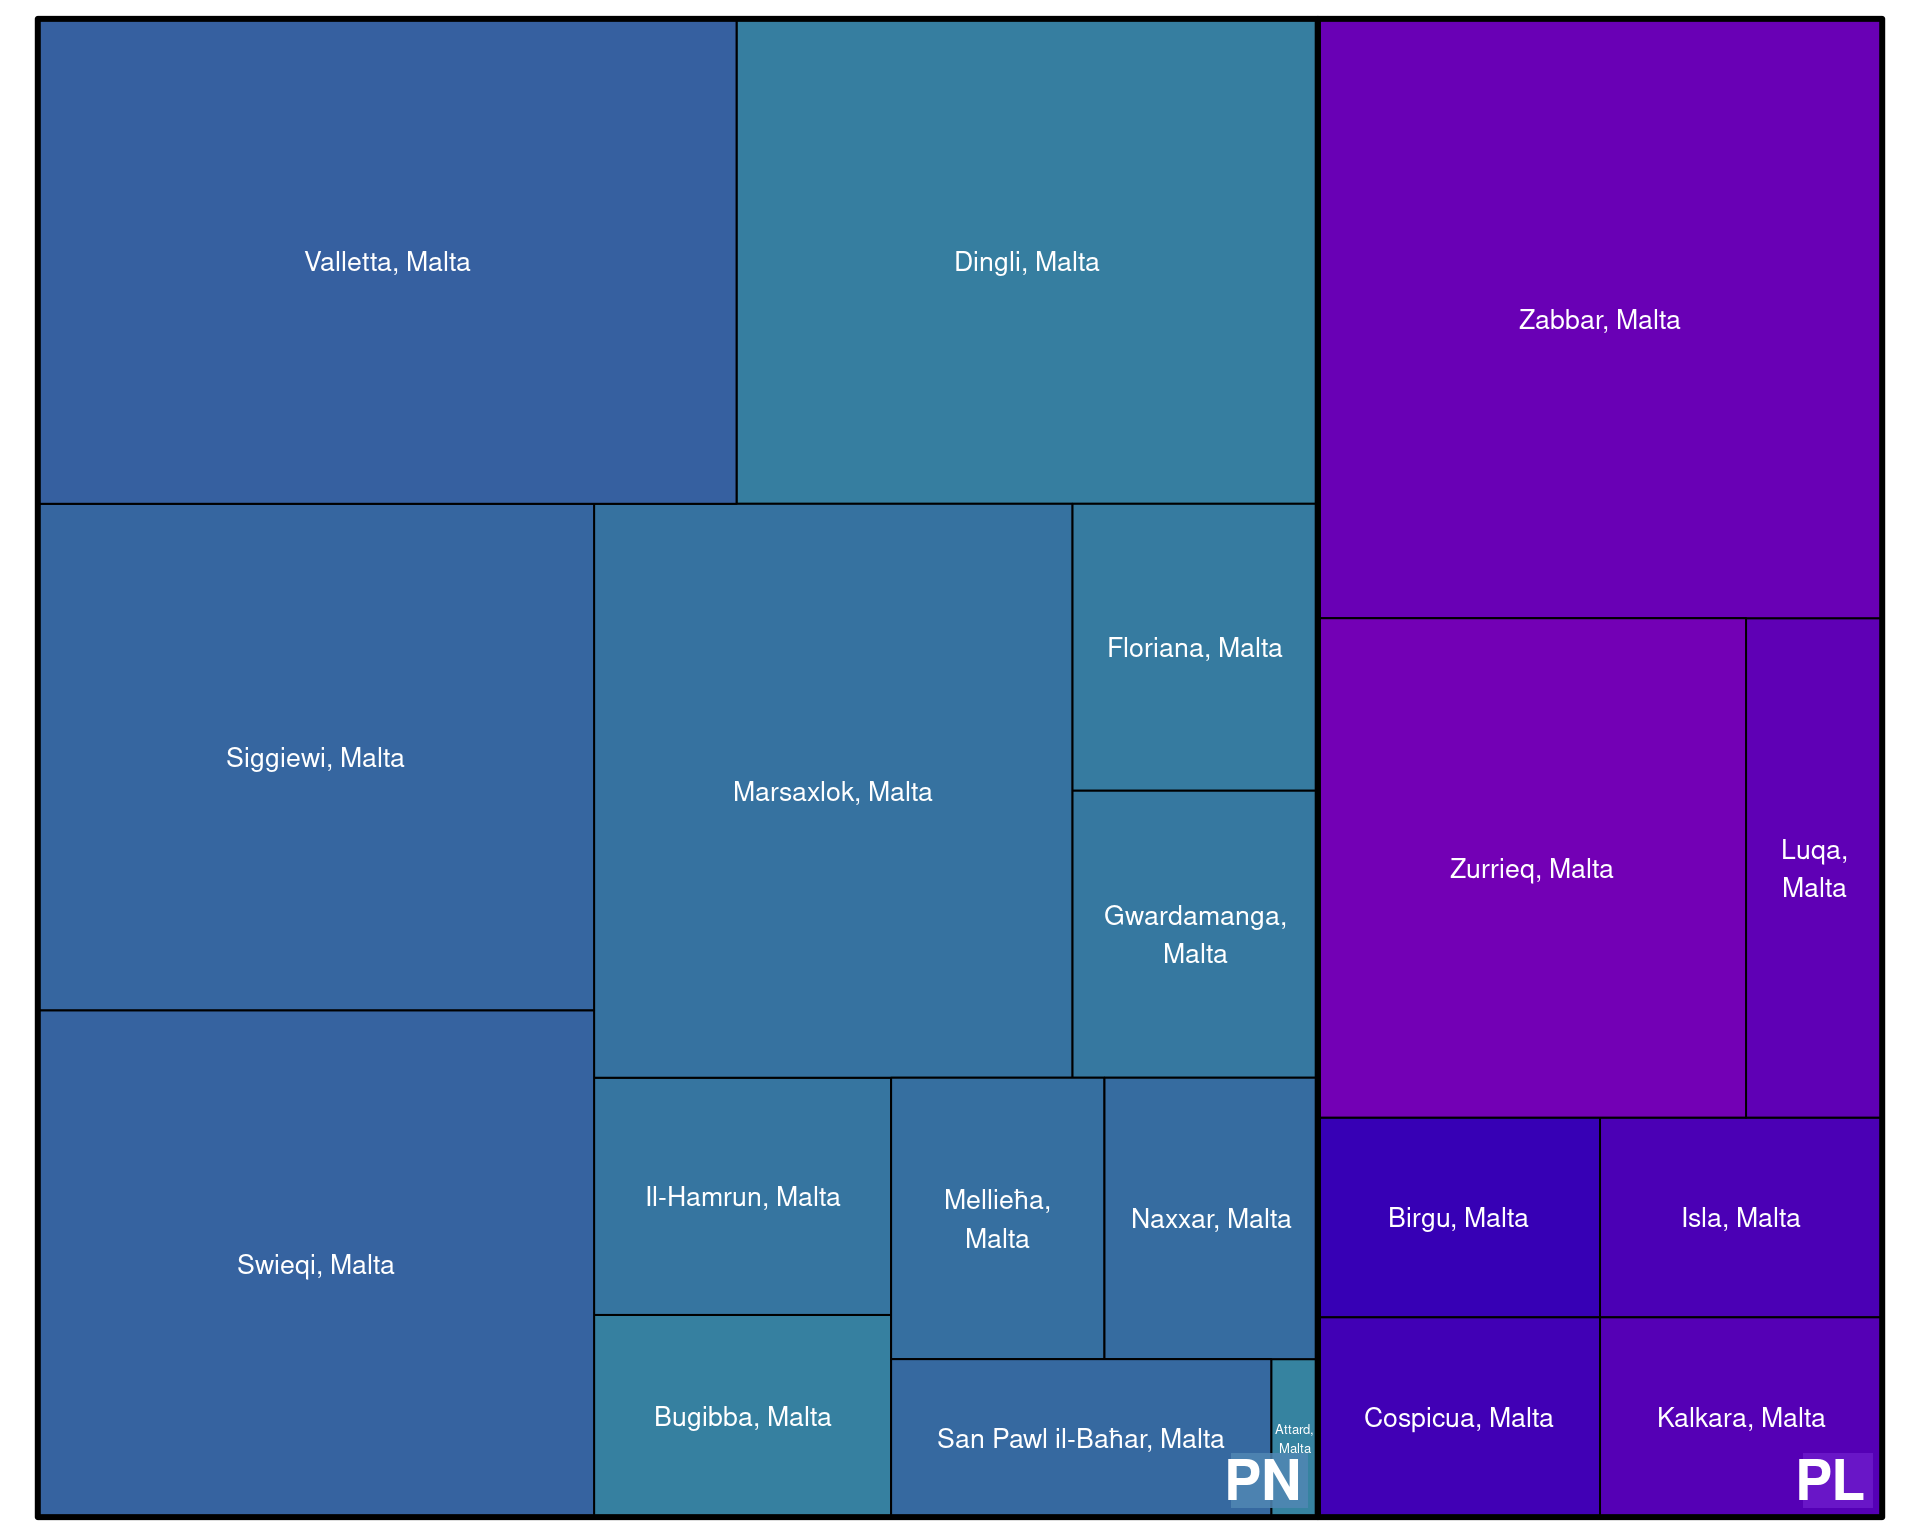 Valletta, Malta
Dingli, Malta
Zabbar, Malta
Siggiewi, Malta
Marsaxlok, Malta
Floriana, Malta
Gwardamanga,
Malta
Zurrieq, Malta
Luqa,
Malta
Swieqi, Malta
Il-Hamrun, Malta
Mellieħa,
Malta
Naxxar, Malta
Birgu, Malta
Isla, Malta
Bugibba, Malta
San Pawl il-Baħar, Malta
Attard,
Malta
PN
Cospicua, Malta
Kalkara, Malta
PL